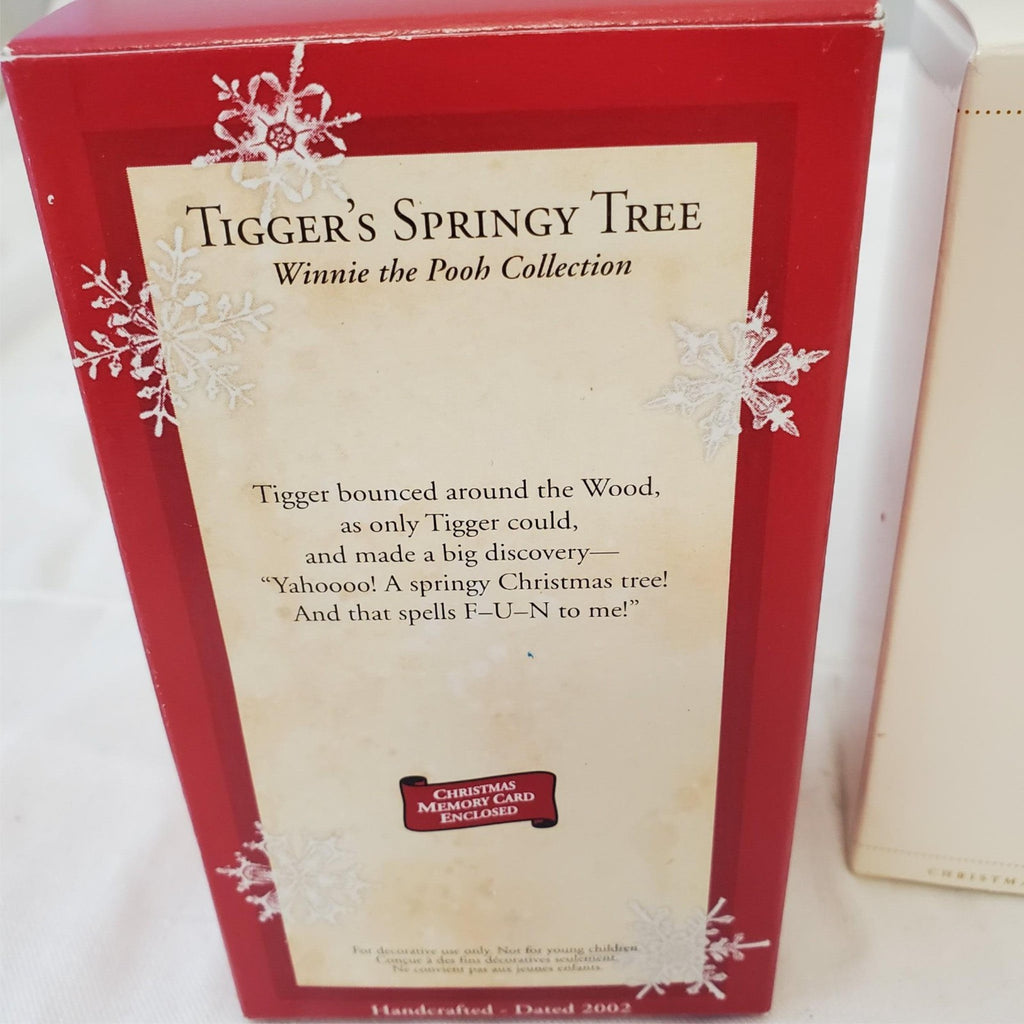 TIGGER'S SPRINGY TREE
Winnie the Pooh Collection
Tigger bounced around the Wood,
as only Tigger could,
and made a big discovery—
“Yahoooo! A springy Christmas tree!
And that spells F–U–N to me!”
CHRISTMAS
MEMORY CARD
ENCLOSED
For decorative use only. Not for young children.
Conçue à des fins décoratives seulement.
Ne convient pas aux jeunes enfants.
Handcrafted - Dated 2002